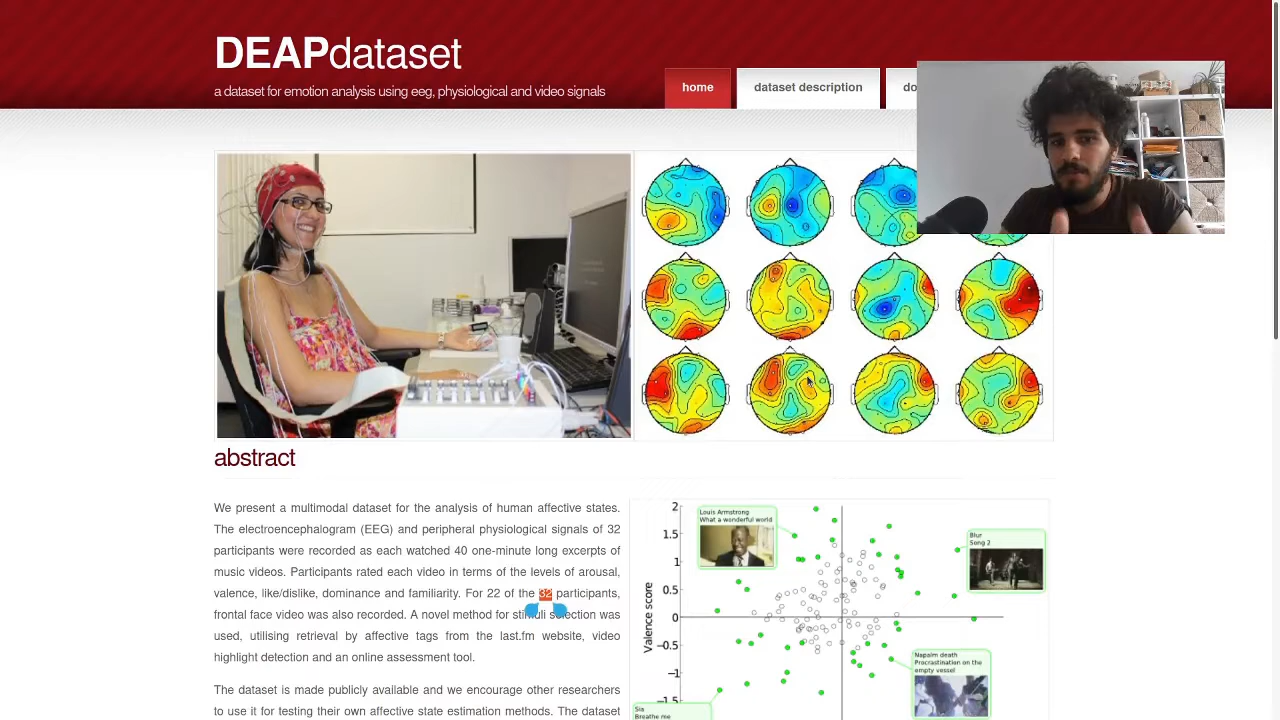 DEAPdataset
a dataset for emotion analysis using eeg, physiological and video signals
home
dataset description
do
abstract
We present a multimodal dataset for the analysis of human affective states.
The electroencephalogram (EEG) and peripheral physiological signals of 32
participants were recorded as each watched 40 one-minute long excerpts of
music videos. Participants rated each video in terms of the levels of arousal,
valence, like/dislike, dominance and familiarity. For 22 of the 32 participants,
frontal face video was also recorded. A novel method for stimuli selection was
used, utilising retrieval by affective tags from the last.fm website, video
highlight detection and an online assessment tool.
The dataset is made publicly available and we encourage other researchers
to use it for testing their own affective state estimation methods. The dataset
2
1.5
1
0.5
0
−0.5
−1
−1.5
Valence score
Louis Armstrong
What a wonderful world
Blur
Song 2
Napalm death
Procrastination on the
empty vessel
Sia
Breathe me